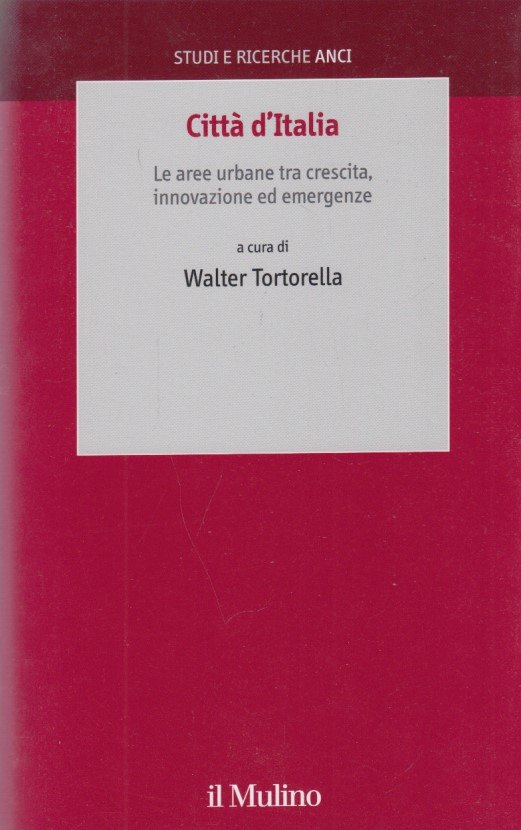 STUDI E RICERCHE ANCI
Città d'Italia
Le aree urbane tra crescita,
innovazione ed emergenze
a cura di
Walter Tortorella
il Mulino